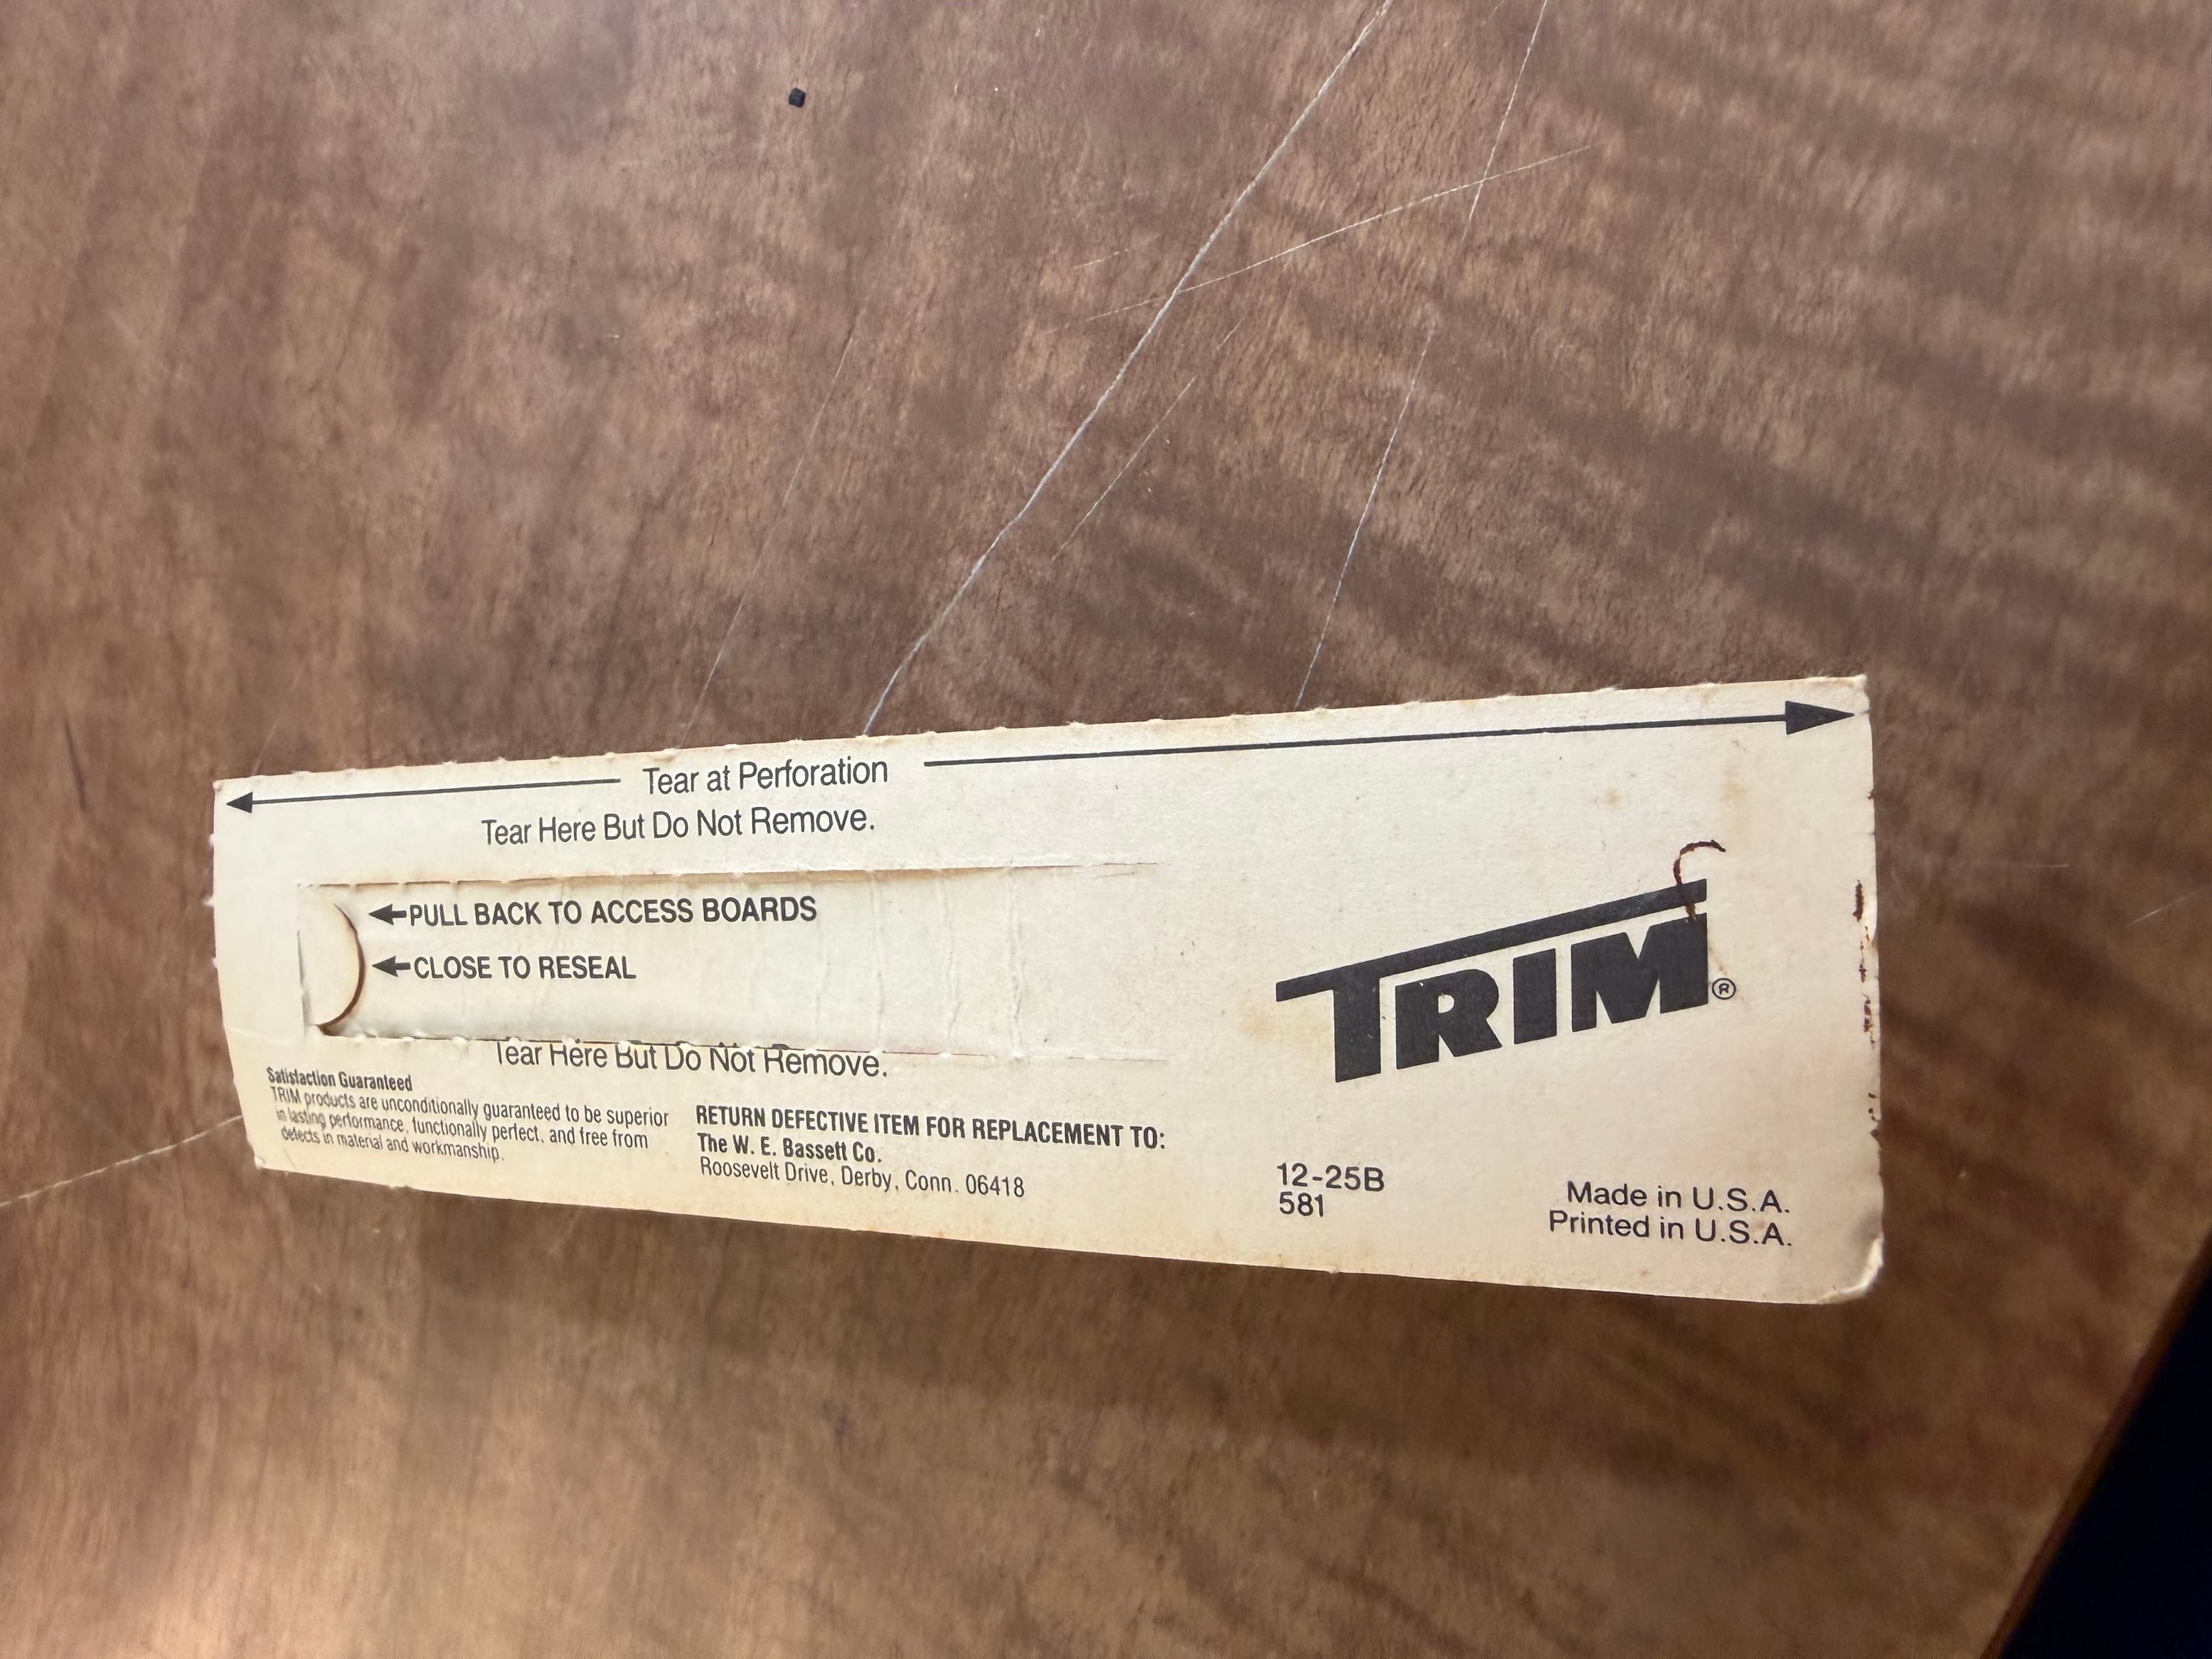 Tear at Perforation
Tear Here But Do Not Remove.
PULL BACK TO ACCESS BOARDS
CLOSE TO RESEAL
Tear Here But Do Not Remove.
Satisfaction Guaranteed
TRIM products are unconditionally guaranteed to be superior
in lasting performance, functionally perfect, and free from
defects in material and workmanship.
RETURN DEFECTIVE ITEM FOR REPLACEMENT TO:
The W. E. Bassett Co.
Roosevelt Drive, Derby, Conn. 06418
TRIM®
12-25B
581
Made in U.S.A.
Printed in U.S.A.